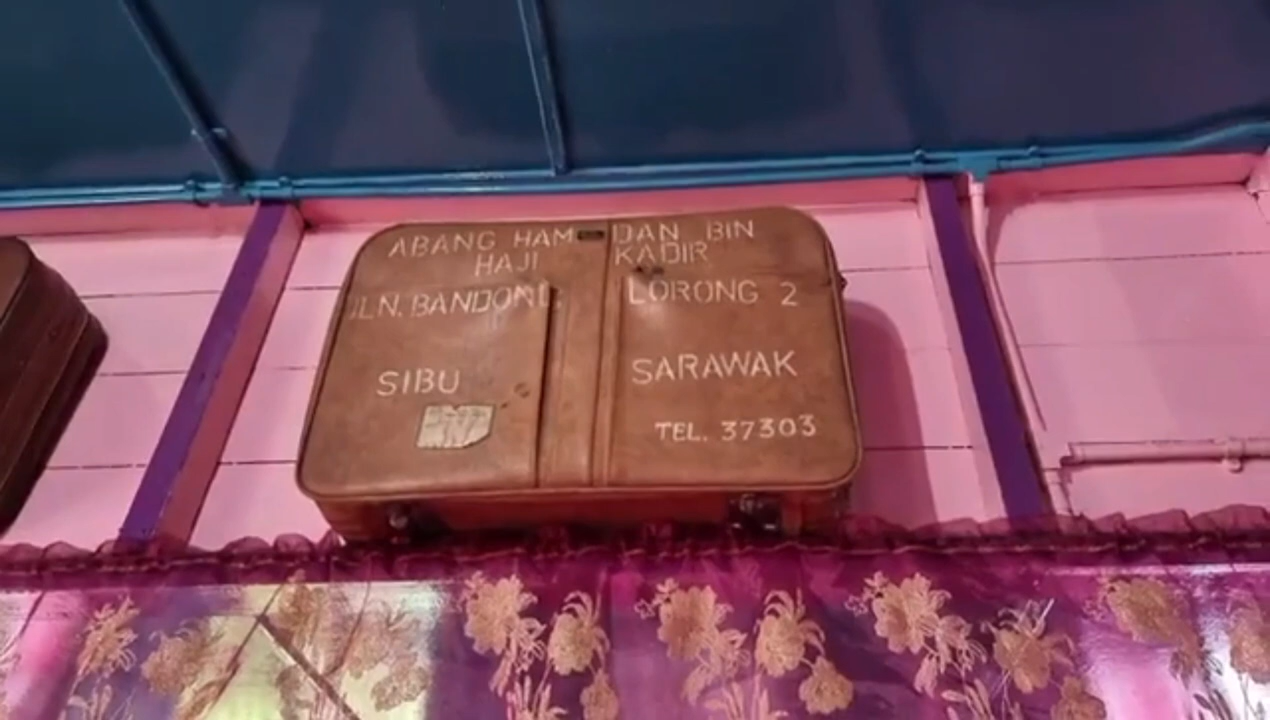 ABANG HAMDAN BIN
HAJI KADIR
JLN. BANDONG, LORONG 2
SIBU SARAWAK
TEL. 37303